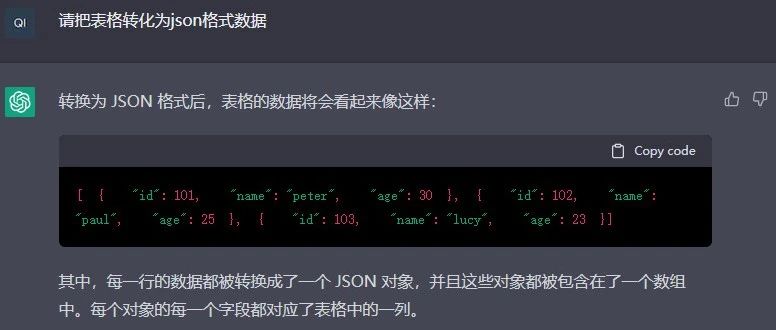 QI
请把表格转化为json格式数据
转换为 JSON 格式后，表格的数据将会看起来像这样：
Copy code
[ { "id": 101, "name": "peter", "age": 30 }, { "id": 102, "name":
"paul", "age": 25 }, { "id": 103, "name": "lucy", "age": 23 }]
其中，每一行的数据都被转换成了一个 JSON 对象，并且这些对象都被包含在了一个数组
中。每个对象的每一个字段都对应了表格中的一列。